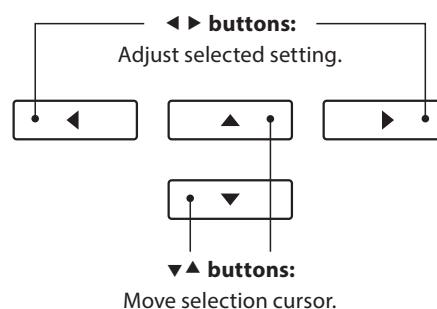 ◀ ▶ buttons:
Adjust selected setting.
◀
▲
▶
▼
▼▲ buttons:
Move selection cursor.